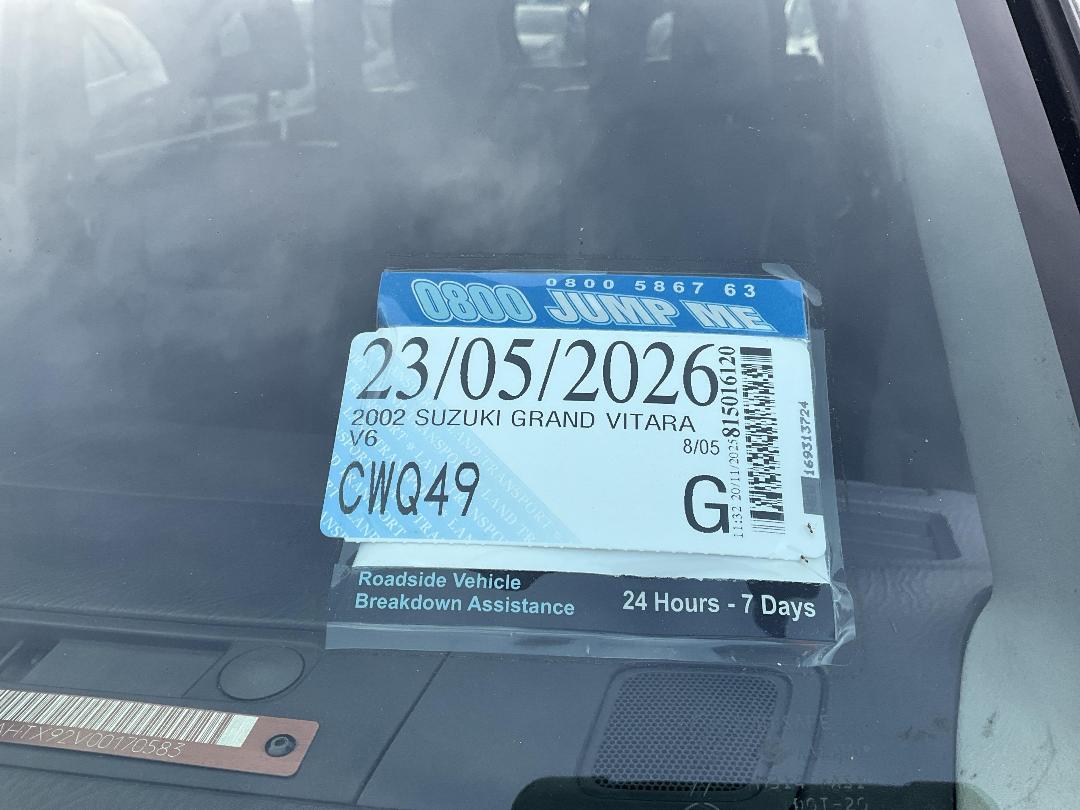 0800 5867 63
0800 JUMP ME
23/05/2026
2002 SUZUKI GRAND VITARA
V6
8/05
CWQ49
G
11:32 20/11/2025
815016120
169313724
Roadside Vehicle
Breakdown Assistance
24 Hours - 7 Days
AHTX92V00170583